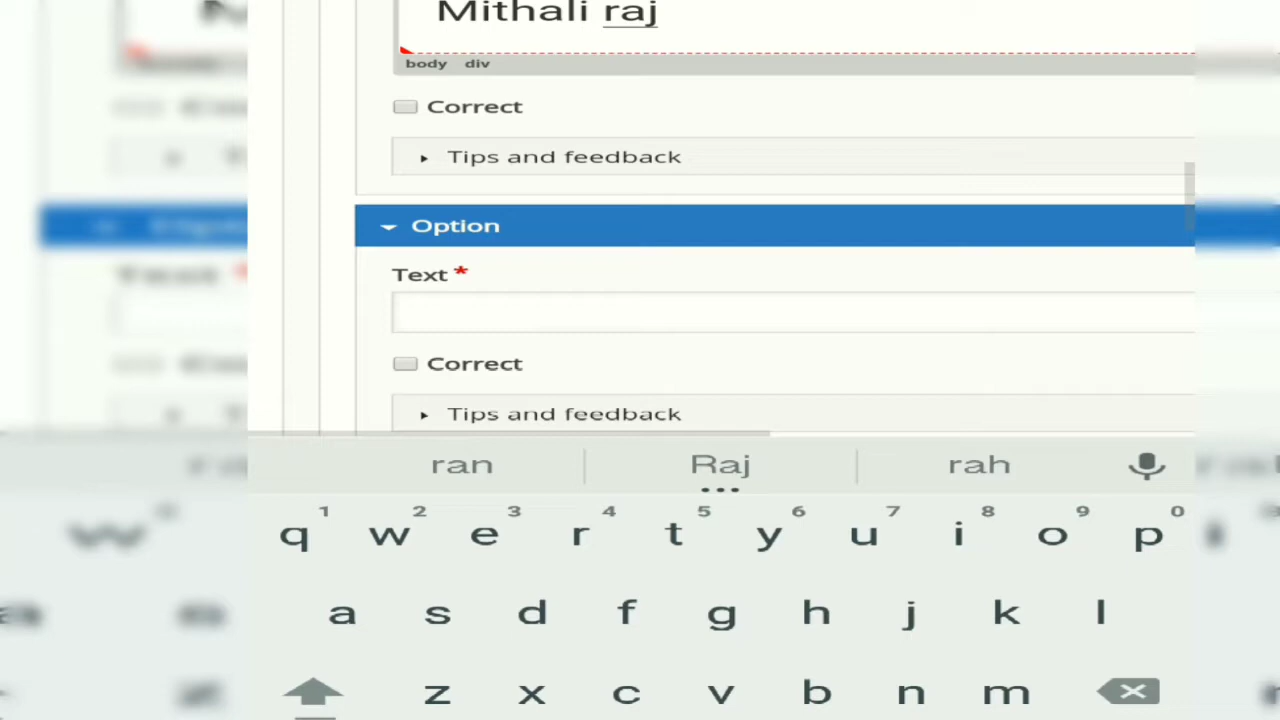 Mithali raj
body div
Correct
Tips and feedback
Option
Text *
Correct
Tips and feedback
ran Raj rah
1 2 3 4 5 6 7 8 9 0
q w e r t y u i o p
a s d f g h j k l
z x c v b n m